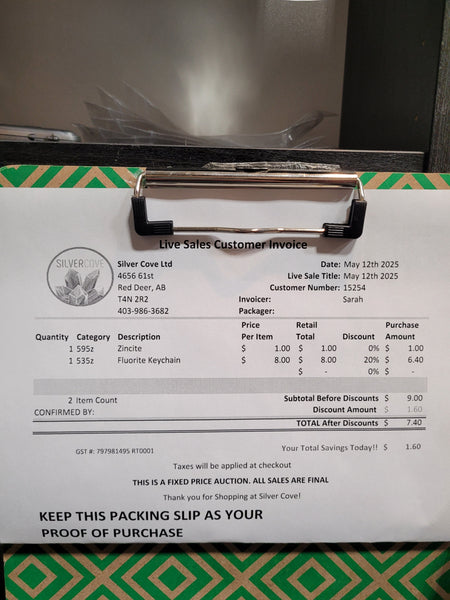 Live Sales Customer Invoice
SILVERCOVE
Silver Cove Ltd
4656 61st
Red Deer, AB
T4N 2R2
403-986-3682
Date: May 12th 2025
Live Sale Title: May 12th 2025
Customer Number: 15254
Invoicer: Sarah
Packager:
Quantity Category Description Price Per Item Retail Total Discount Purchase Amount
1 595z Zincite $ 1.00 $ 1.00 0% $ 1.00
1 535z Fluorite Keychain $ 8.00 $ 8.00 20% $ 6.40
$ - 0% $ -
2 Item Count Subtotal Before Discounts $ 9.00
CONFIRMED BY: Discount Amount $ 1.60
TOTAL After Discounts $ 7.40
GST #: 797981495 RT0001 Your Total Savings Today!! $ 1.60
Taxes will be applied at checkout
THIS IS A FIXED PRICE AUCTION. ALL SALES ARE FINAL
Thank you for Shopping at Silver Cove!
KEEP THIS PACKING SLIP AS YOUR
PROOF OF PURCHASE